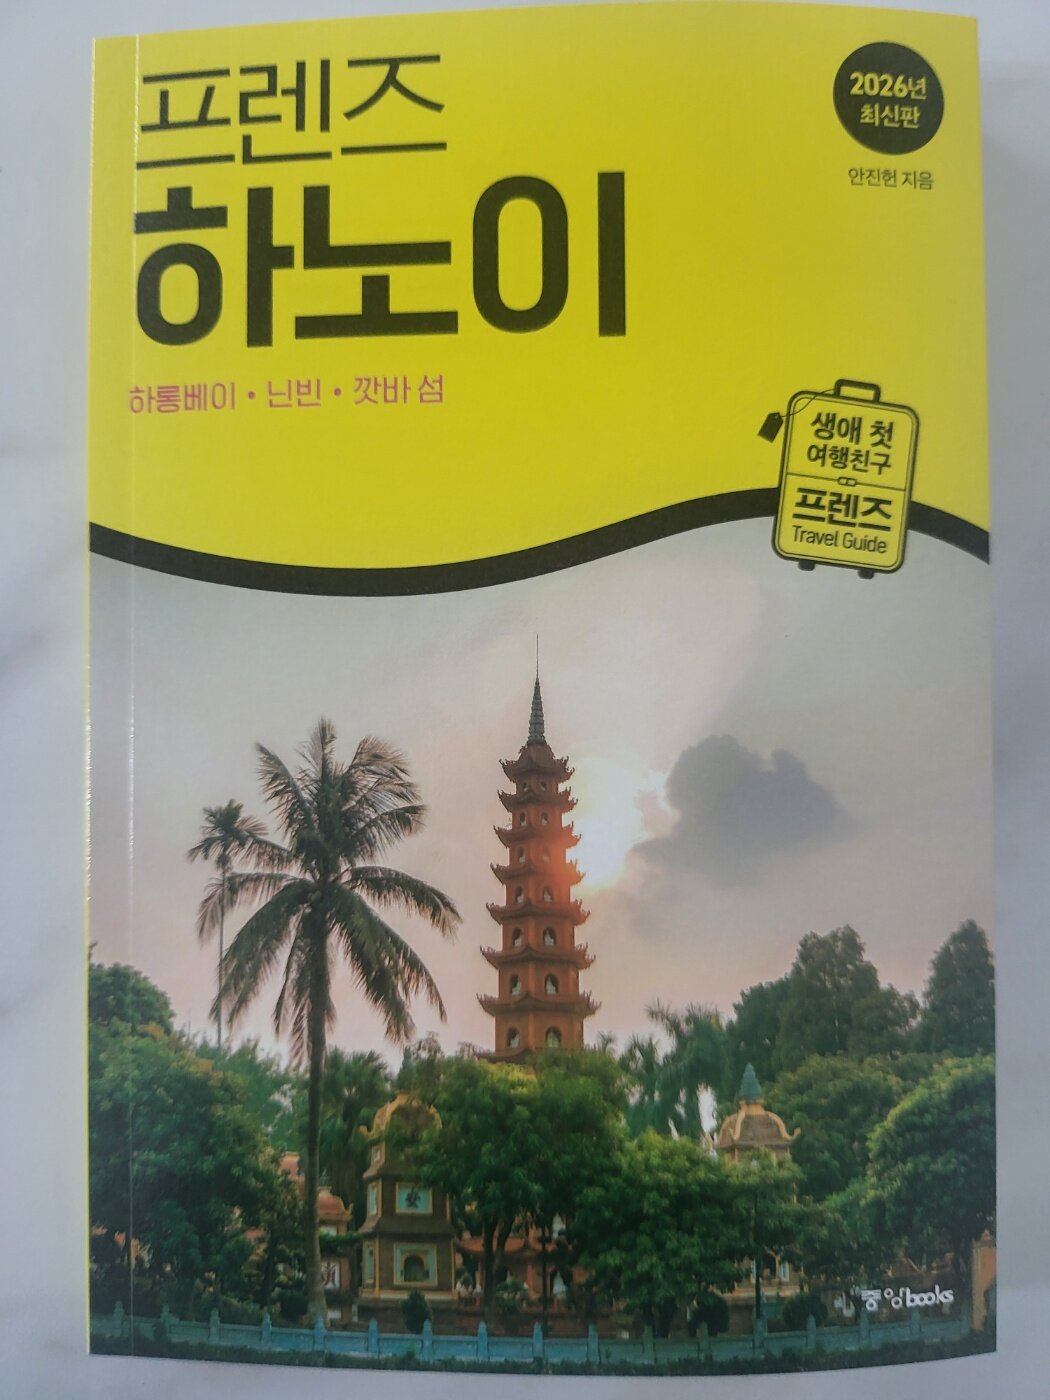 프렌즈
하노이
하롱베이 • 닌빈 • 깟바 섬
2026년
최신판
안진헌 지음
생애 첫
여행친구
프렌즈
Travel Guide
중앙books